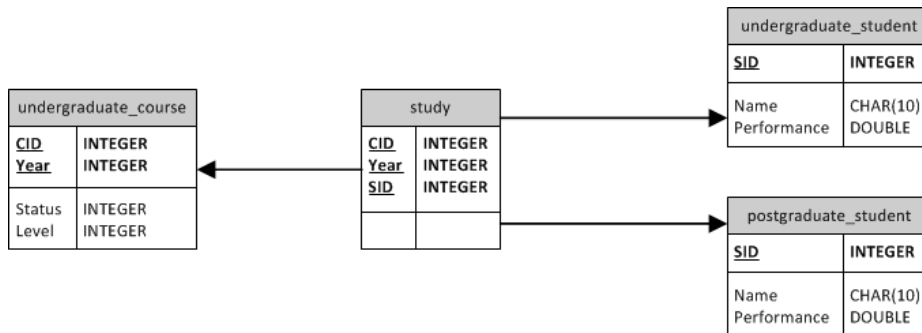 undergraduate_student
SID INTEGER
Name CHAR(10)
Performance DOUBLE
undergraduate_course
CID INTEGER
Year INTEGER
Status INTEGER
Level INTEGER
study
CID INTEGER
Year INTEGER
SID INTEGER
postgraduate_student
SID INTEGER
Name CHAR(10)
Performance DOUBLE